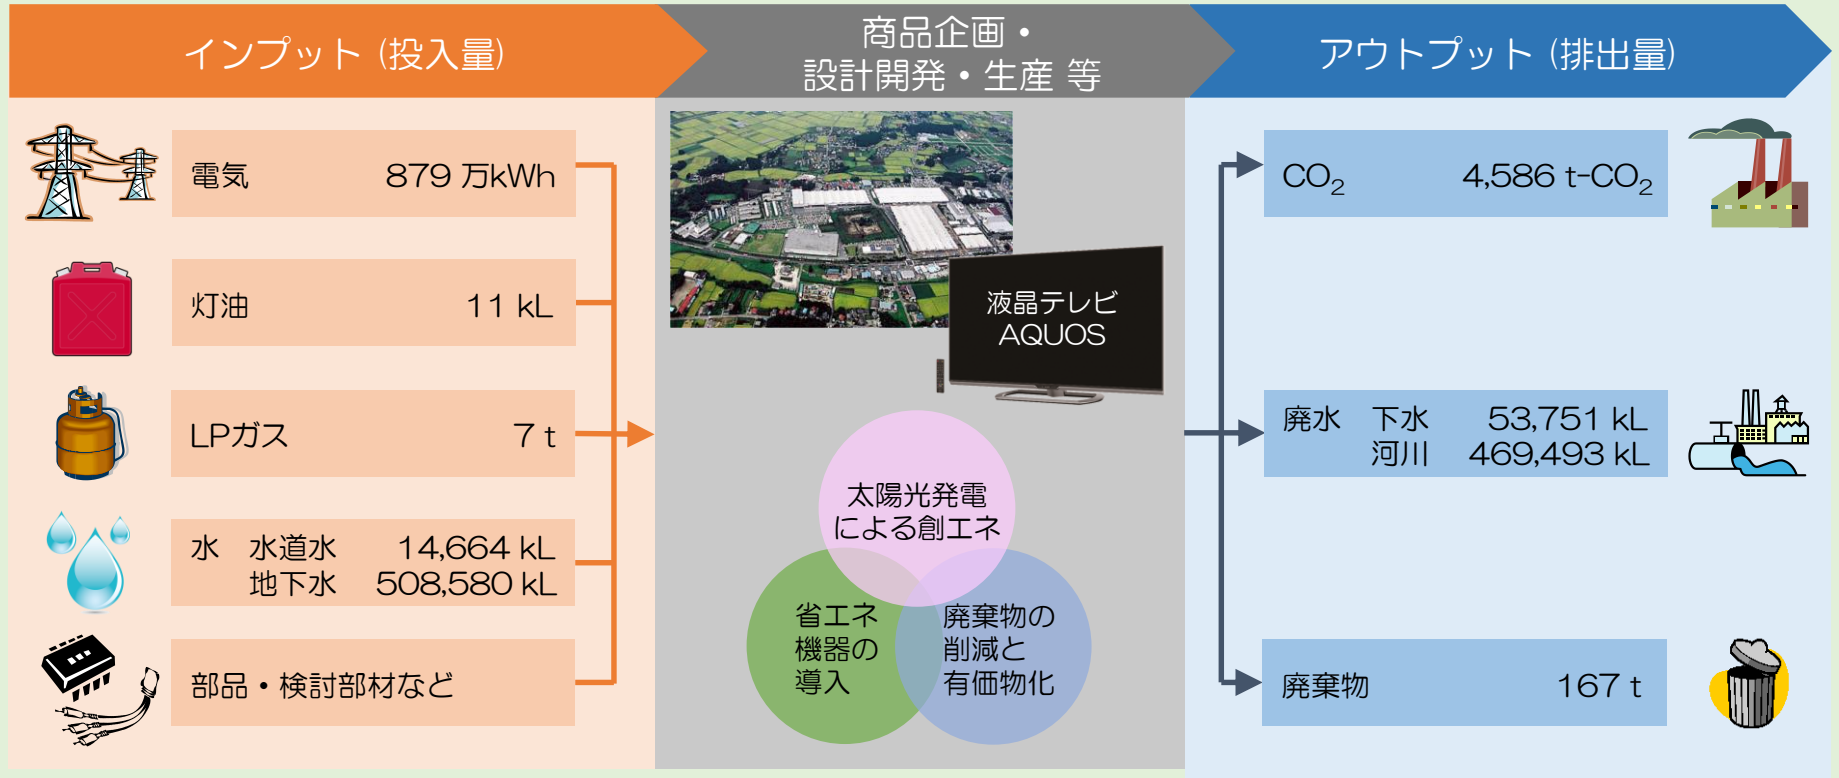 インプット (投入量)
商品企画・
設計開発・生産 等
アウトプット (排出量)
電気 879 万kWh
灯油 11 kL
LPガス 7 t
水 水道水 14,664 kL
地下水 508,580 kL
部品・検討部材など
液晶テレビ
AQUOS
太陽光発電
による創エネ
省エネ
機器の
導入
廃棄物の
削減と
有価物化
CO₂ 4,586 t-CO₂
廃水 下水 53,751 kL
河川 469,493 kL
廃棄物 167 t